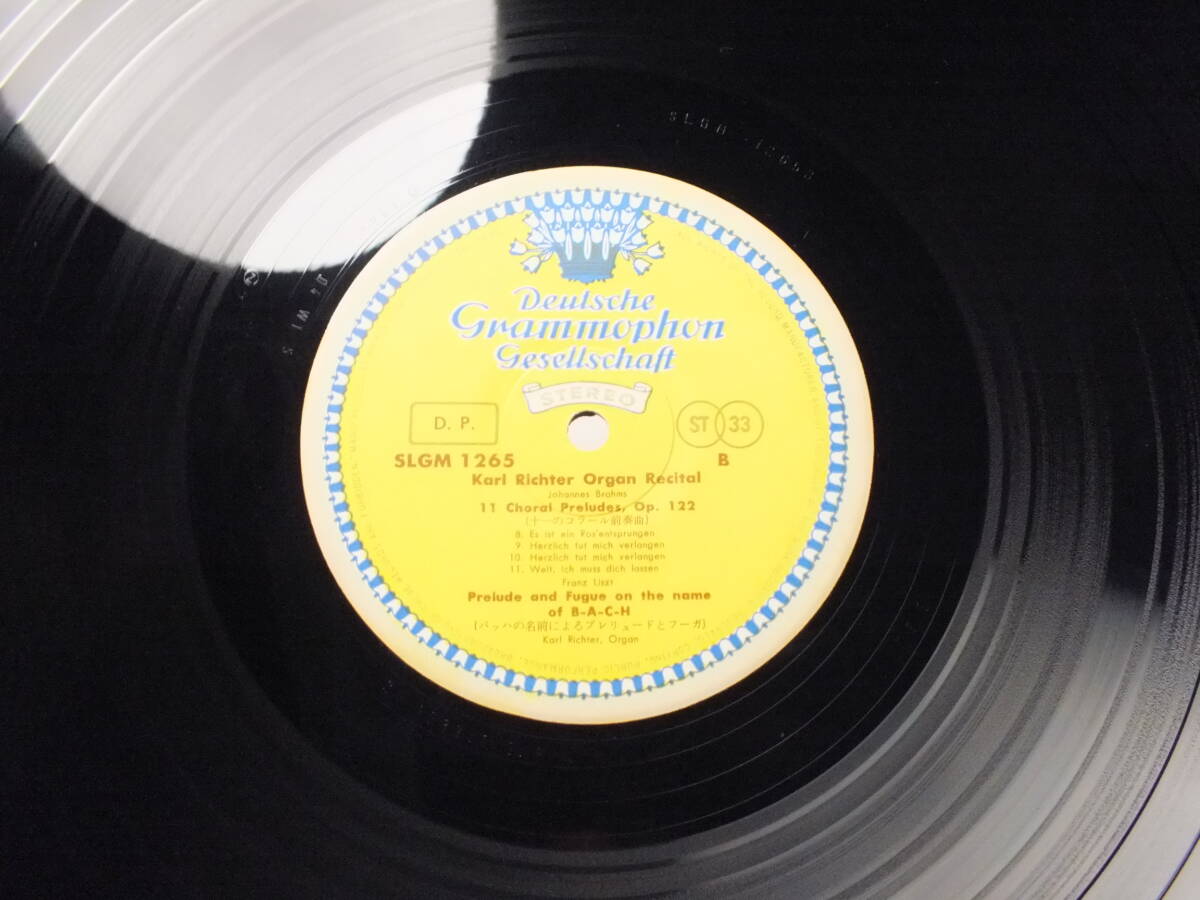 Deutsche
Grammophon
Gesellschaft
STEREO
D. P.
ST 33
SLGM 1265
B
Karl Richter Organ Recital
Johannes Brahms
11 Choral Preludes, Op. 122
(十一のコラール前奏曲)
8. Es ist ein Ros'entsprungen
9. Herzlich tut mich verlangen
10. Herzlich tut mich verlangen
11. Welt, ich muss dich lassen
Franz Liszt
Prelude and Fugue on the name
of B-A-C-H
(バッハの名前によるプレリュードとフーガ)
Karl Richter, Organ